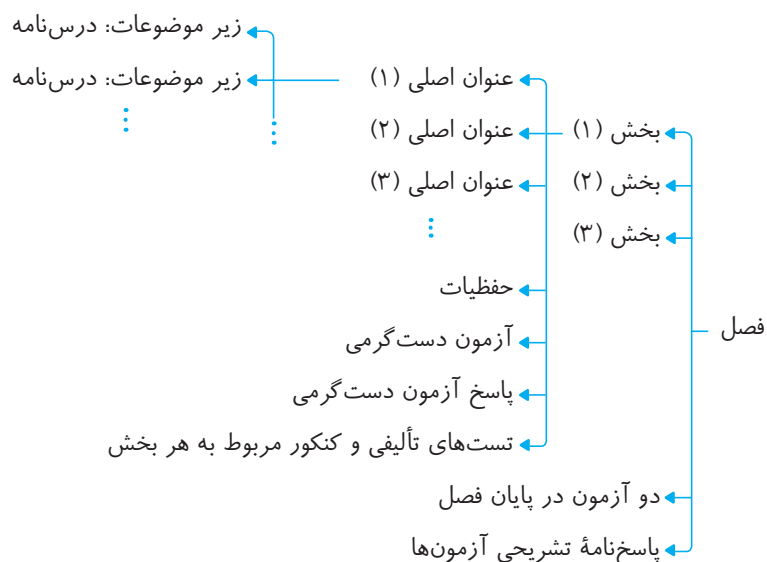 زیر موضوعات: درس‌نامه
عنوان اصلی (۱) زیر موضوعات: درس‌نامه
بخش (۱) عنوان اصلی (۲)
بخش (۲) عنوان اصلی (۳)
بخش (۳)
حفظیات
فصل
آزمون دست‌گرمی
پاسخ آزمون دست‌گرمی
تست‌های تألیفی و کنکور مربوط به هر بخش
دو آزمون در پایان فصل
پاسخ‌نامهٔ تشریحی آزمون‌ها